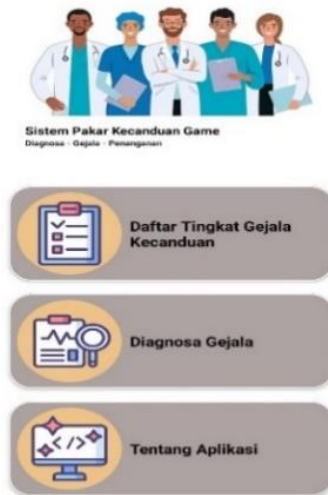 Sistem Pakar Kecanduan Game
Diagnosa - Gejala - Penanganan
Daftar Tingkat Gejala
Kecanduan
Diagnosa Gejala
</>
Tentang Aplikasi